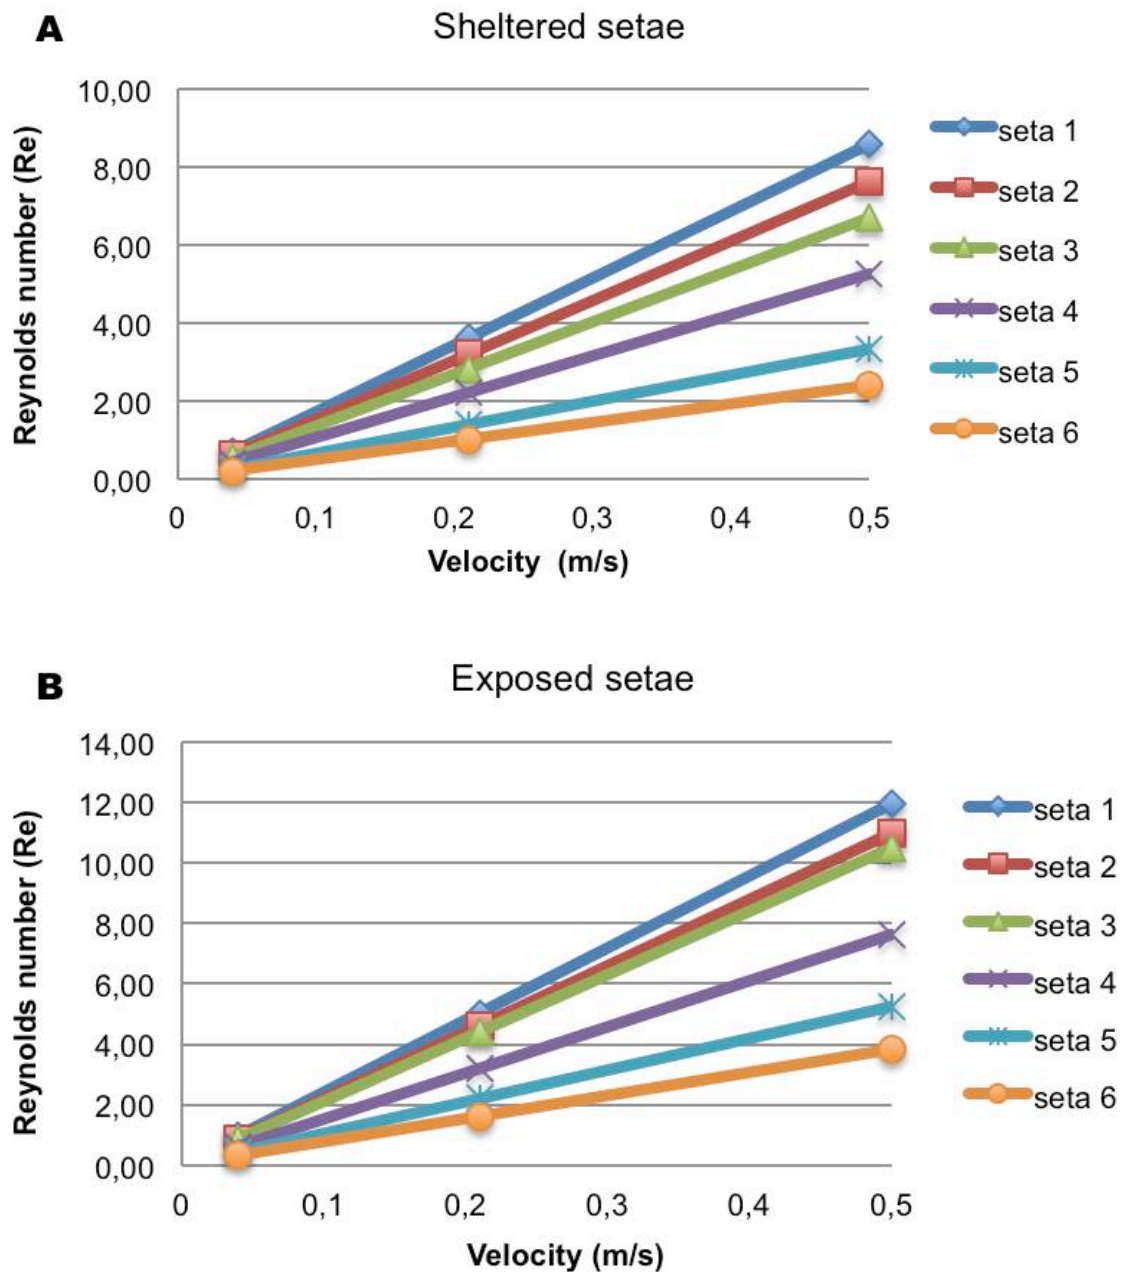 A
Sheltered setae
Reynolds number (Re)
10,00
8,00
6,00
4,00
2,00
0,00
0 0,1 0,2 0,3 0,4 0,5
Velocity (m/s)
seta 1
seta 2
seta 3
seta 4
seta 5
seta 6
B
Exposed setae
Reynolds number (Re)
14,00
12,00
10,00
8,00
6,00
4,00
2,00
0,00
0 0,1 0,2 0,3 0,4 0,5
Velocity (m/s)
seta 1
seta 2
seta 3
seta 4
seta 5
seta 6